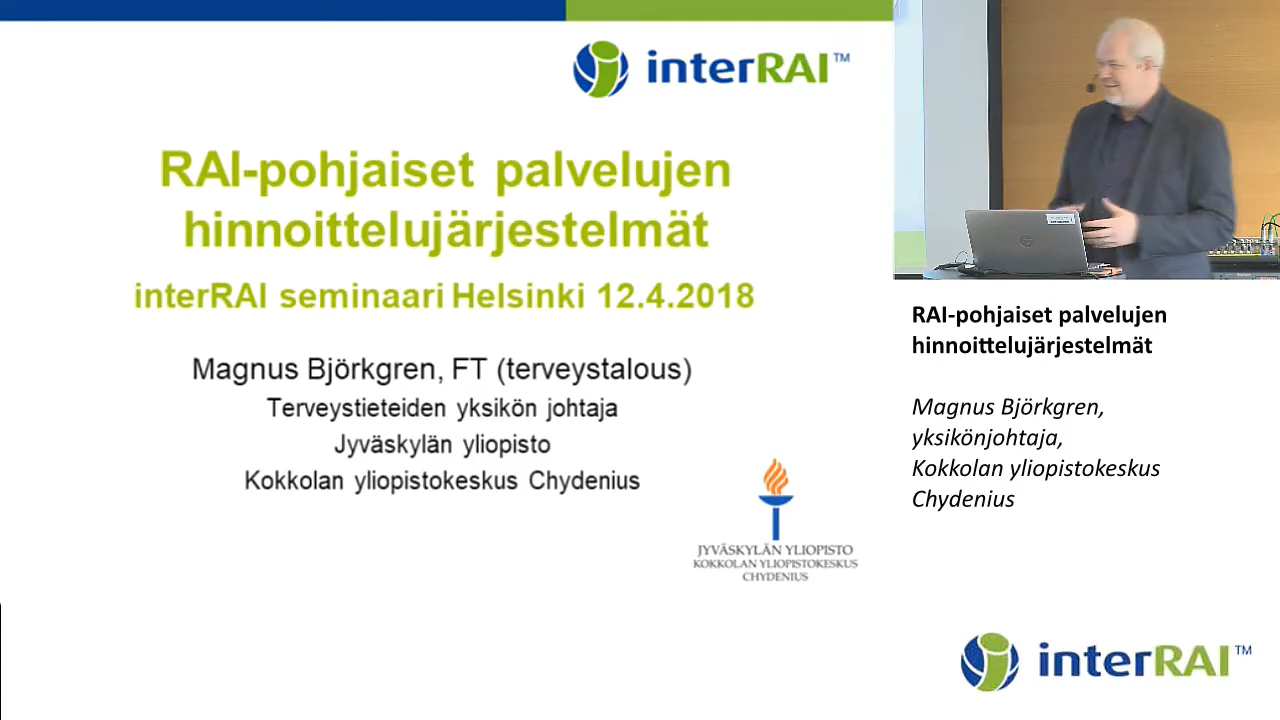 interRAI™
RAI-pohjaiset palvelujen
hinnoittelujärjestelmät
interRAI seminaari Helsinki 12.4.2018
Magnus Björkgren, FT (terveystalous)
Terveystieteiden yksikön johtaja
Jyväskylän yliopisto
Kokkolan yliopistokeskus Chydenius
JYVÄSKYLÄN YLIOPISTO
KOKKOLAN YLIOPISTOKESKUS
CHYDENIUS
RAI-pohjaiset palvelujen
hinnoittelujärjestelmät
Magnus Björkgren,
yksikönjohtaja,
Kokkolan yliopistokeskus
Chydenius
interRAI™